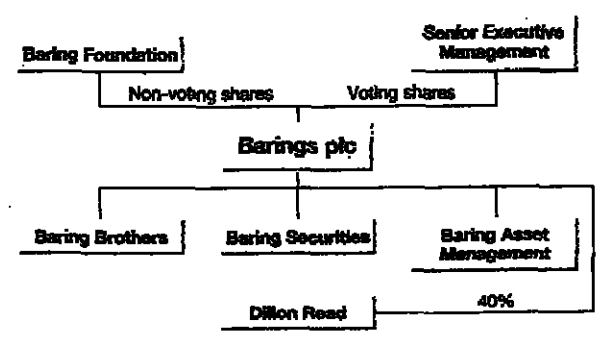 Baring Foundation
Senior Executive
Management
Non-voting shares
Voting shares
Barings plc
Baring Brothers
Baring Securities
Baring Asset
Management
Dillon Read
40%